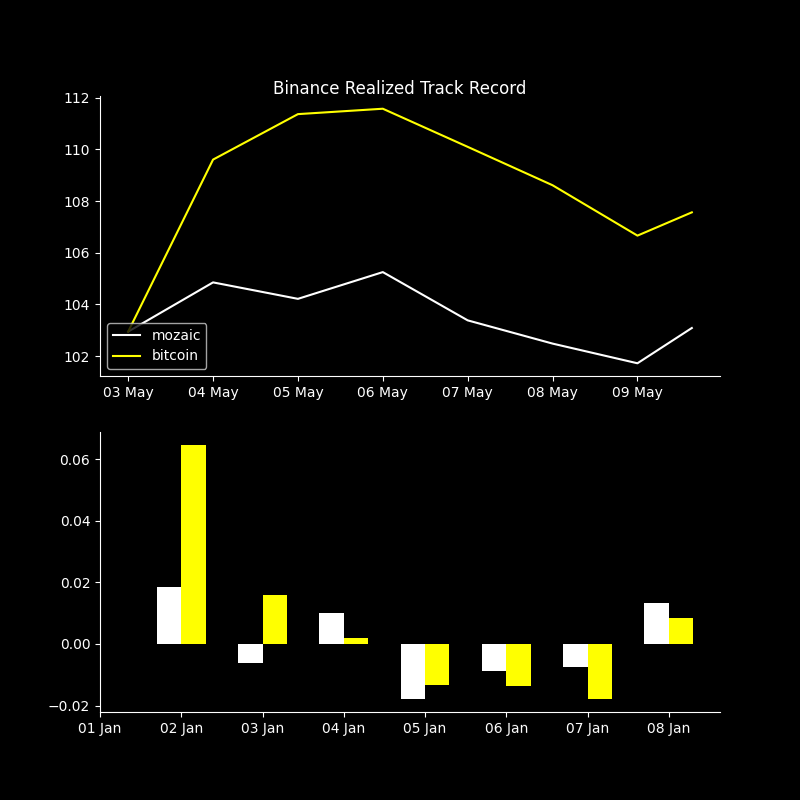 Binance Realized Track Record
112
110
108
106
104
102
mozaic
bitcoin
03 May 04 May 05 May 06 May 07 May 08 May 09 May
0.06
0.04
0.02
0.00
−0.02
01 Jan 02 Jan 03 Jan 04 Jan 05 Jan 06 Jan 07 Jan 08 Jan